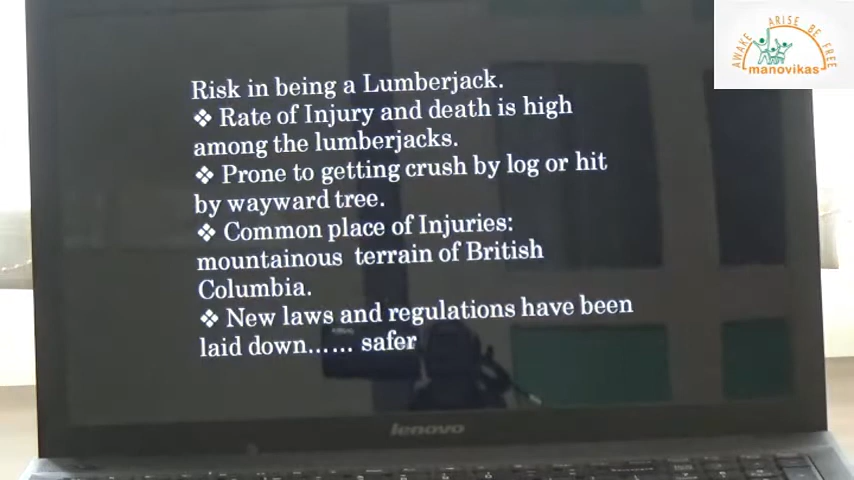 AWAKE ARISE BE FREE
manovikas
Risk in being a Lumberjack.
❖ Rate of Injury and death is high
among the lumberjacks.
❖ Prone to getting crush by log or hit
by wayward tree.
❖ Common place of Injuries:
mountainous terrain of British
Columbia.
❖ New laws and regulations have been
laid down…… safer
lenovo